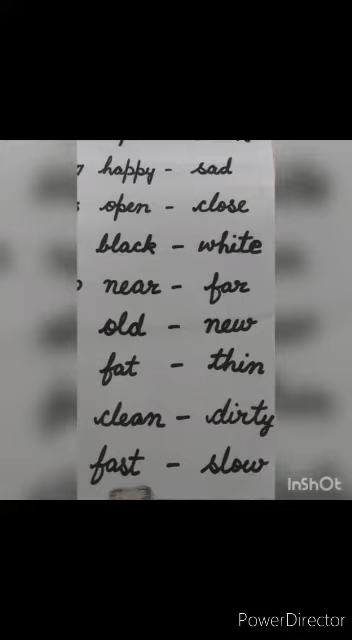 happy - sad
open - close
black - white
near - far
old - new
fat - thin
clean - dirty
fast - slow
InShOt
PowerDirector